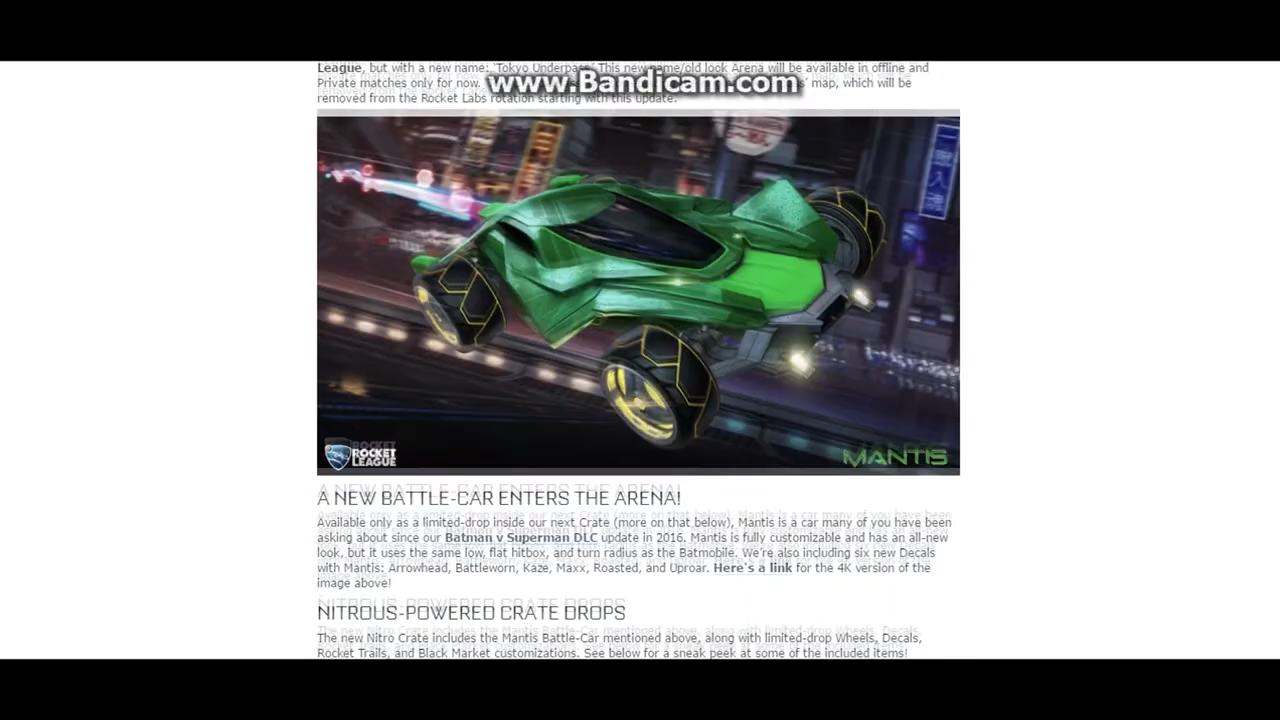 League, but with a new name: 'Tokyo Underpass.' This new name/old look Arena will be available in offline and
www.Bandicam.com
Private matches only for now.
s' map, which will be
removed from the Rocket Labs rotation starting with this update.
ROCKET
LEAGUE
MANTIS
A NEW BATTLE-CAR ENTERS THE ARENA!
Available only as a limited-drop inside our next Crate (more on that below), Mantis is a car many of you have been
asking about since our Batman v Superman DLC update in 2016. Mantis is fully customizable and has an all-new
look, but it uses the same low, flat hitbox, and turn radius as the Batmobile. We're also including six new Decals
with Mantis: Arrowhead, Battleworn, Kaze, Maxx, Roasted, and Uproar. Here's a link for the 4K version of the
image above!
NITROUS-POWERED CRATE DROPS
The new Nitro Crate includes the Mantis Battle-Car mentioned above, along with limited-drop Wheels, Decals,
Rocket Trails, and Black Market customizations. See below for a sneak peek at some of the included items!